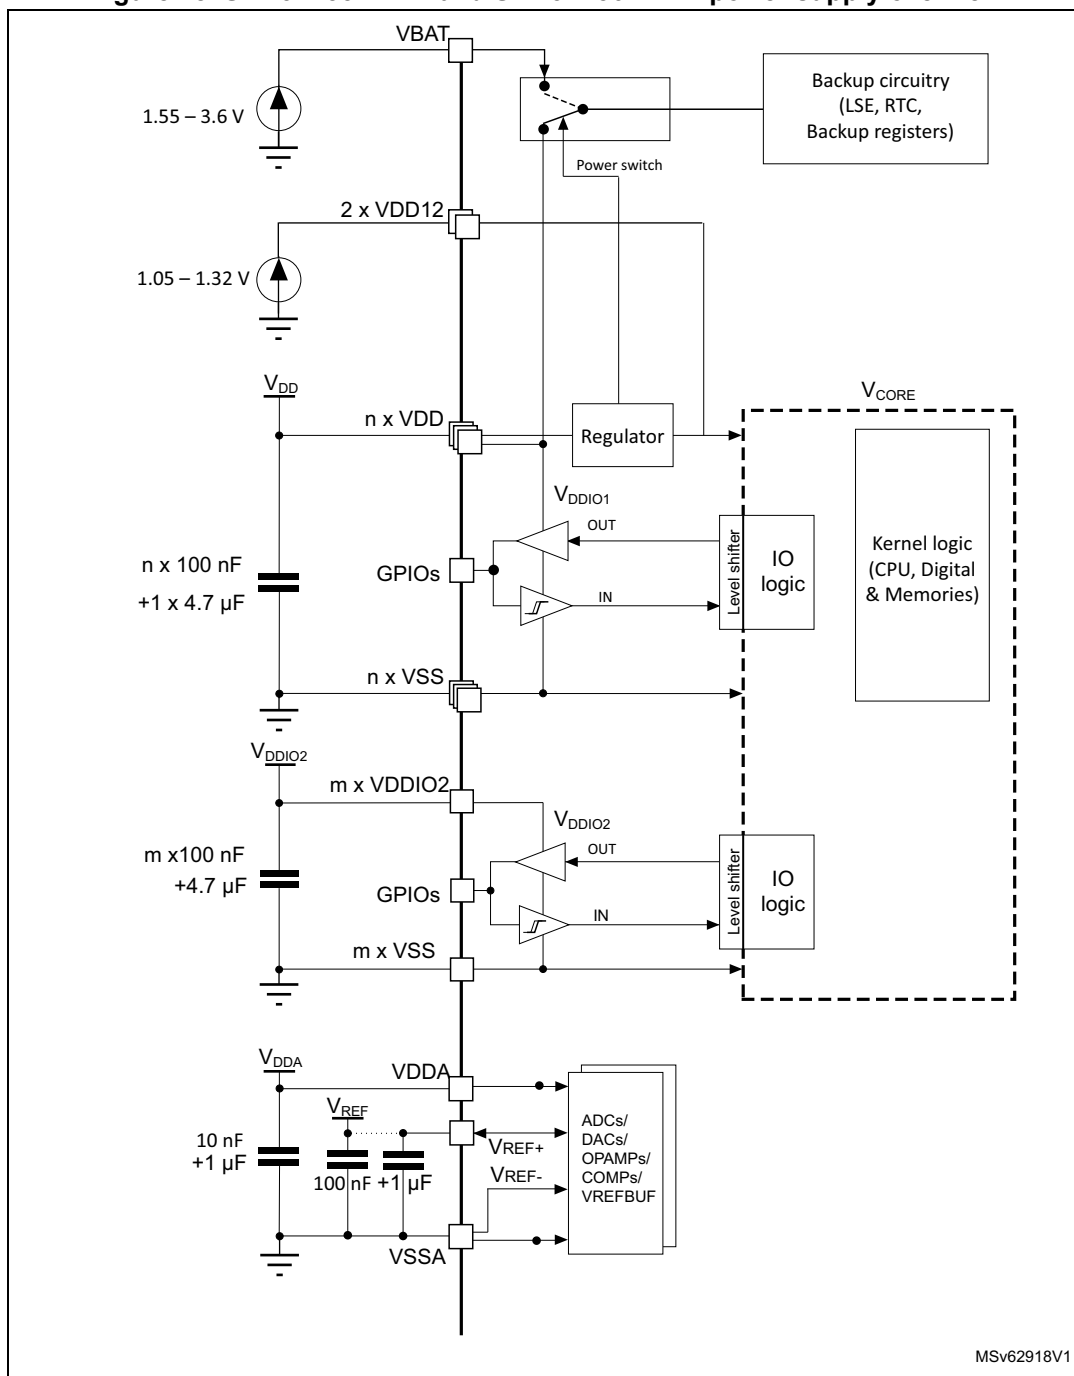 VBAT
1.55 – 3.6 V
Backup circuitry
(LSE, RTC,
Backup registers)
Power switch
2 x VDD12
1.05 – 1.32 V
VDD
n x VDD
Regulator
VCORE
VDDIO1
OUT
n x 100 nF
+1 x 4.7 µF
GPIOs
IN
Level shifter
IO
logic
Kernel logic
(CPU, Digital
& Memories)
n x VSS
VDDIO2
m x VDDIO2
VDDIO2
OUT
m x100 nF
+4.7 µF
GPIOs
IN
Level shifter
IO
logic
m x VSS
VDDA
VDDA
VREF
10 nF
+1 µF
100 nF
+1 µF
VREF+
VREF-
ADCs/
DACs/
OPAMPs/
COMPs/
VREFBUF
VSSA
MSv62918V1